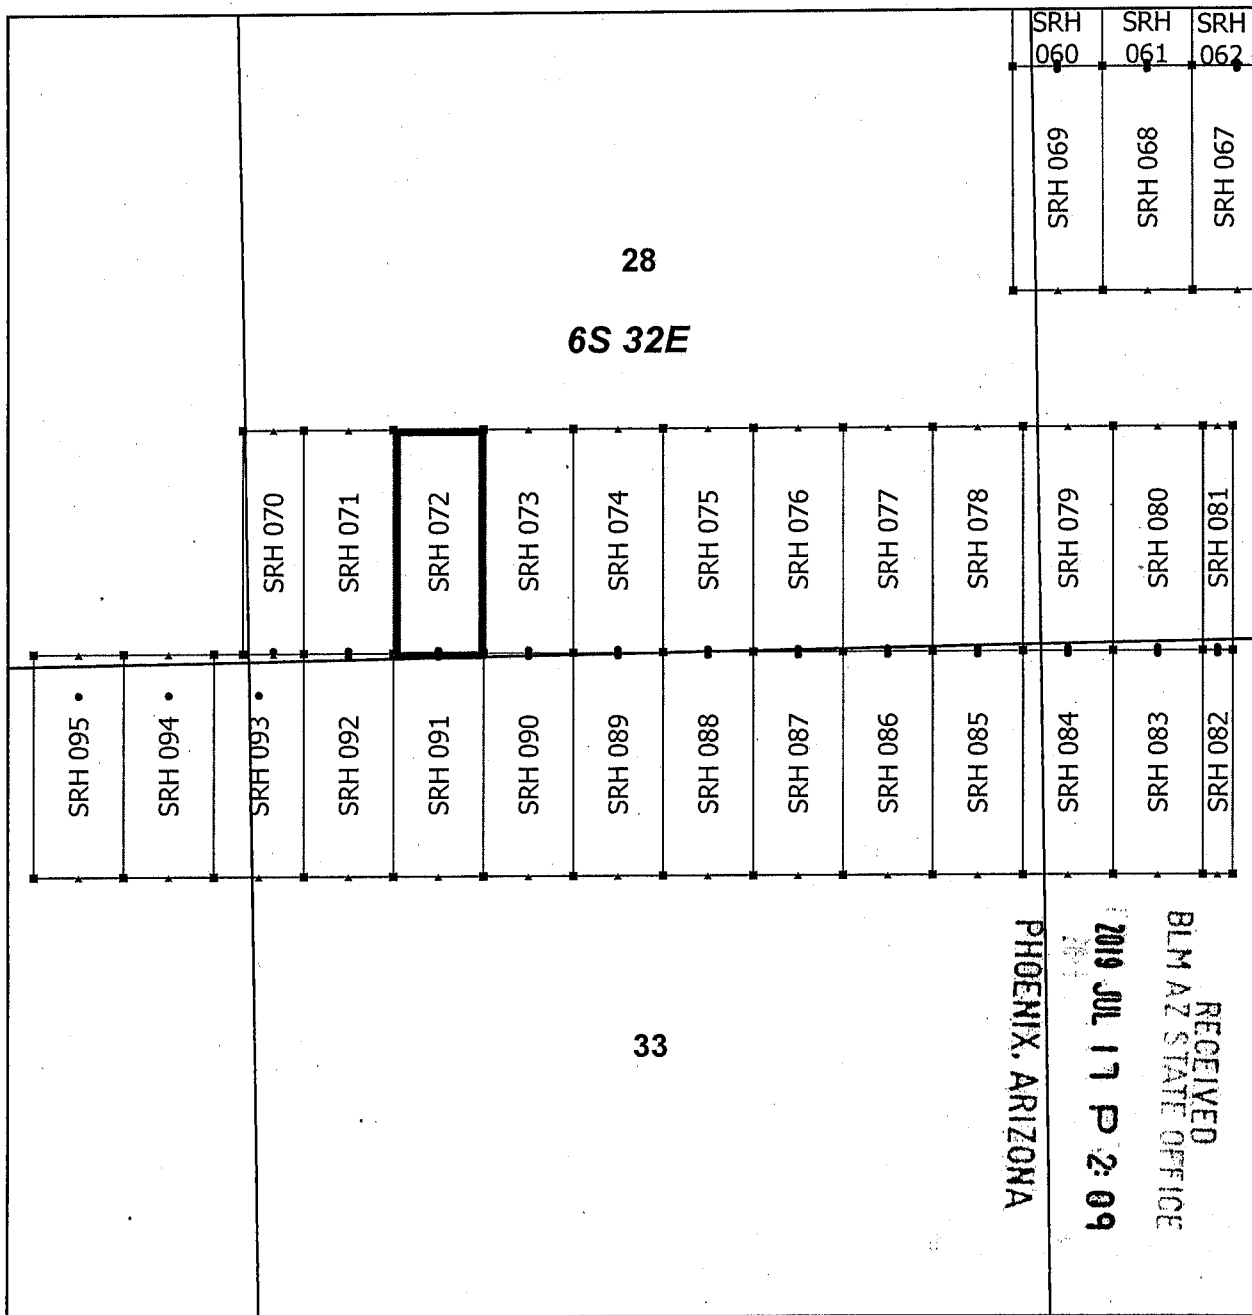 SRH 060
SRH 061
SRH 062
SRH 069
SRH 068
SRH 067
28
6S 32E
SRH 070
SRH 071
SRH 072
SRH 073
SRH 074
SRH 075
SRH 076
SRH 077
SRH 078
SRH 079
SRH 080
SRH 081
SRH 095
SRH 094
SRH 093
SRH 092
SRH 091
SRH 090
SRH 089
SRH 088
SRH 087
SRH 086
SRH 085
SRH 084
SRH 083
SRH 082
33
RECEIVED
BLM AZ STATE OFFICE
2019 JUL 17 P 2:09
PHOENIX, ARIZONA